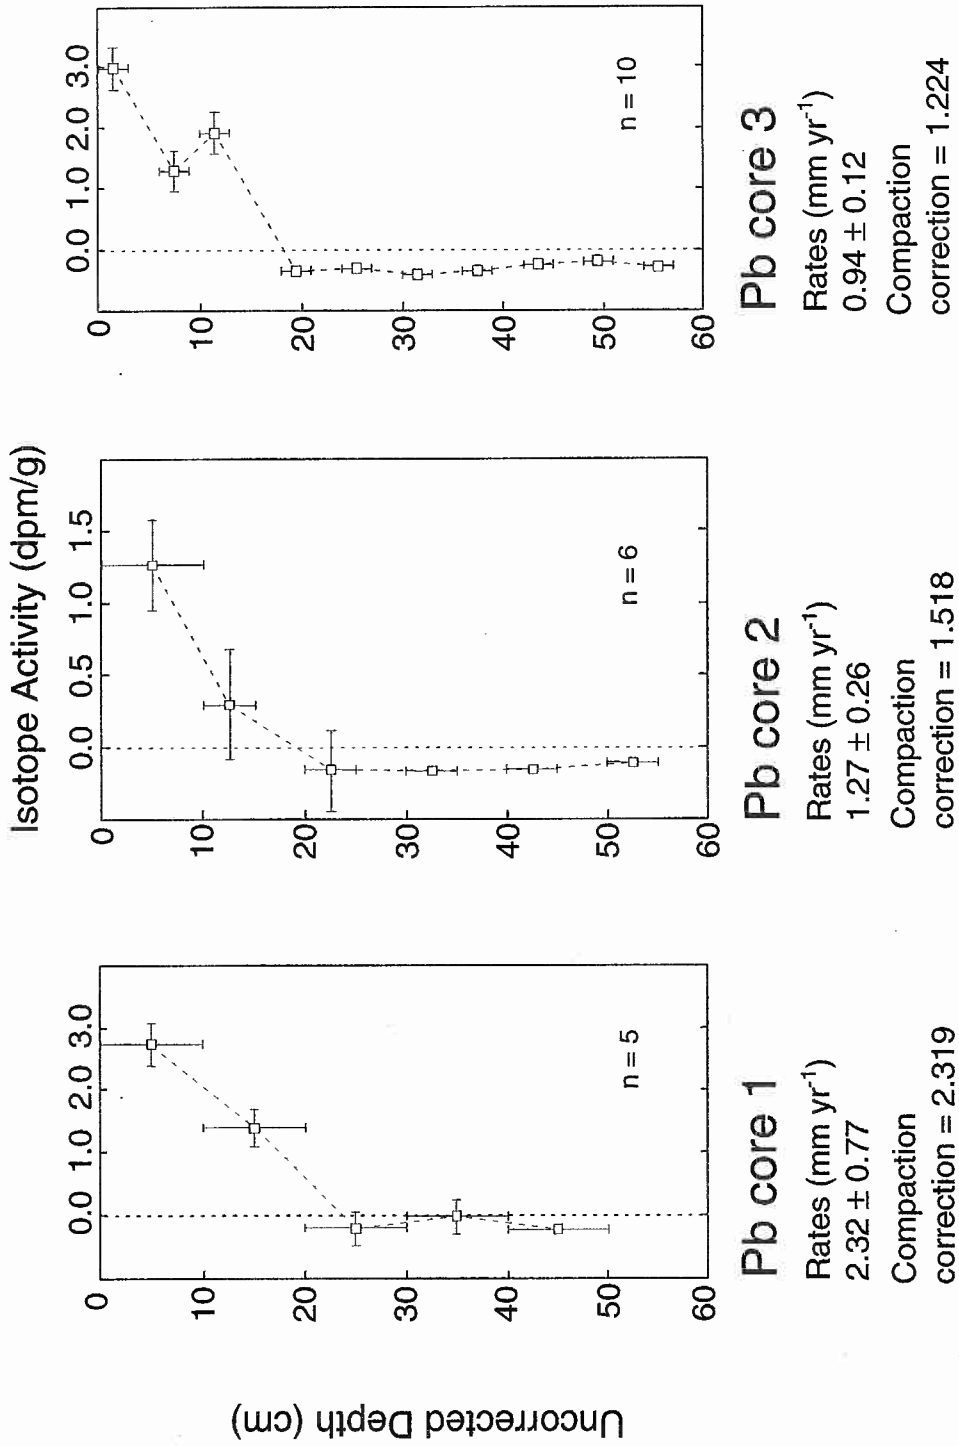 Isotope Activity (dpm/g)
Uncorrected Depth (cm)
0.0 1.0 2.0 3.0
0
10
20
30
40
50
60
n = 5
Pb core 1
Rates (mm yr⁻¹)
2.32 ± 0.77
Compaction
correction = 2.319
0.0 0.5 1.0 1.5
0
10
20
30
40
50
60
n = 6
Pb core 2
Rates (mm yr⁻¹)
1.27 ± 0.26
Compaction
correction = 1.518
0.0 1.0 2.0 3.0
0
10
20
30
40
50
60
n = 10
Pb core 3
Rates (mm yr⁻¹)
0.94 ± 0.12
Compaction
correction = 1.224